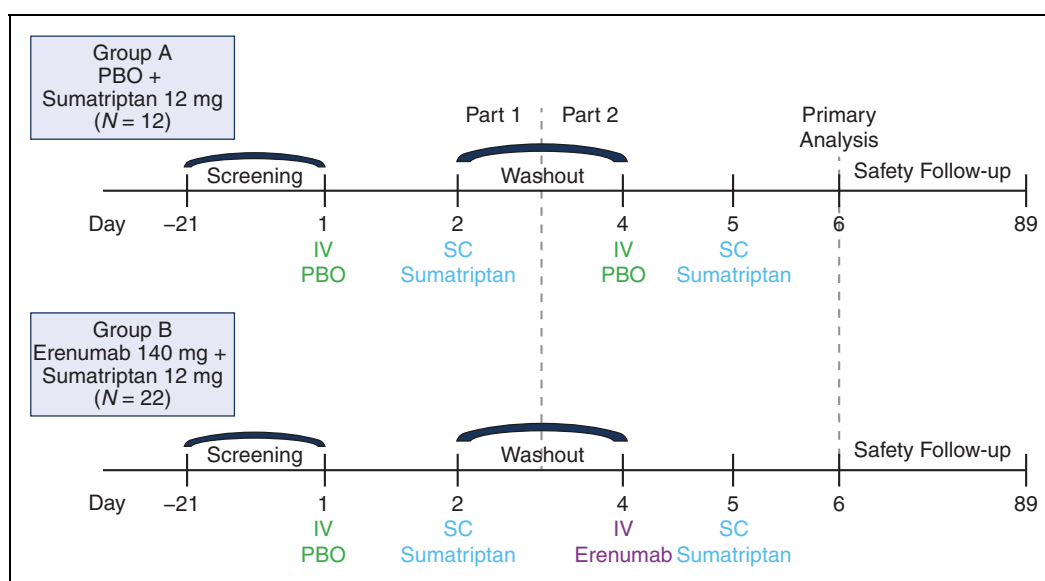 Group A
PBO +
Sumatriptan 12 mg
(N = 12)
Part 1 Part 2 Primary
Analysis
Screening Washout Safety Follow-up
Day −21 1 2 4 5 6 89
IV SC IV SC
PBO Sumatriptan PBO Sumatriptan
Group B
Erenumab 140 mg +
Sumatriptan 12 mg
(N = 22)
Screening Washout Safety Follow-up
Day −21 1 2 4 5 6 89
IV SC IV SC
PBO Sumatriptan Erenumab Sumatriptan